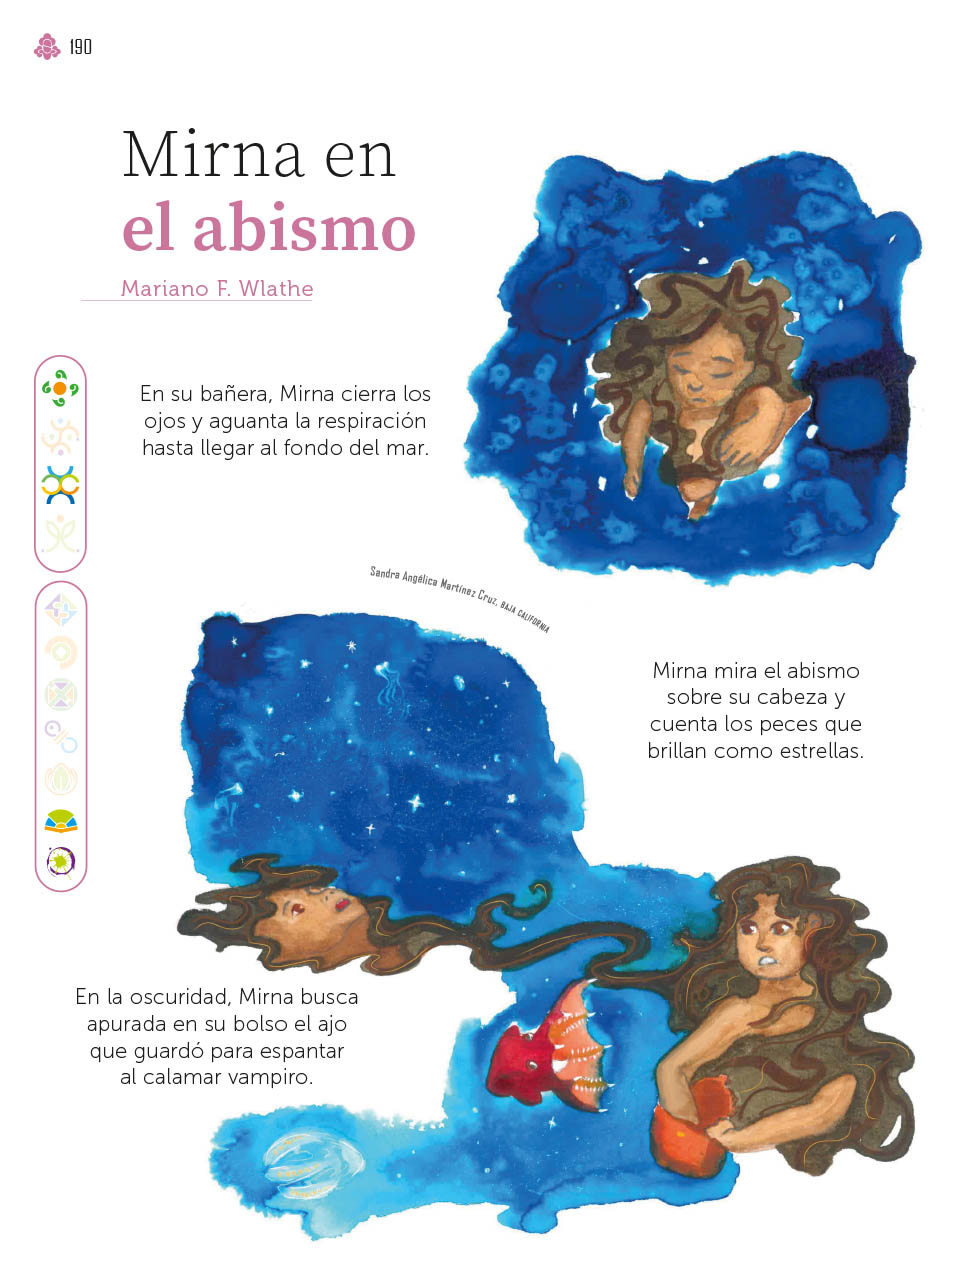 190
Mirna en
el abismo
Mariano F. Wlathe
En su bañera, Mirna cierra los
ojos y aguanta la respiración
hasta llegar al fondo del mar.
Sandra Angélica Martínez Cruz, BAJA CALIFORNIA
Mirna mira el abismo
sobre su cabeza y
cuenta los peces que
brillan como estrellas.
En la oscuridad, Mirna busca
apurada en su bolso el ajo
que guardó para espantar
al calamar vampiro.